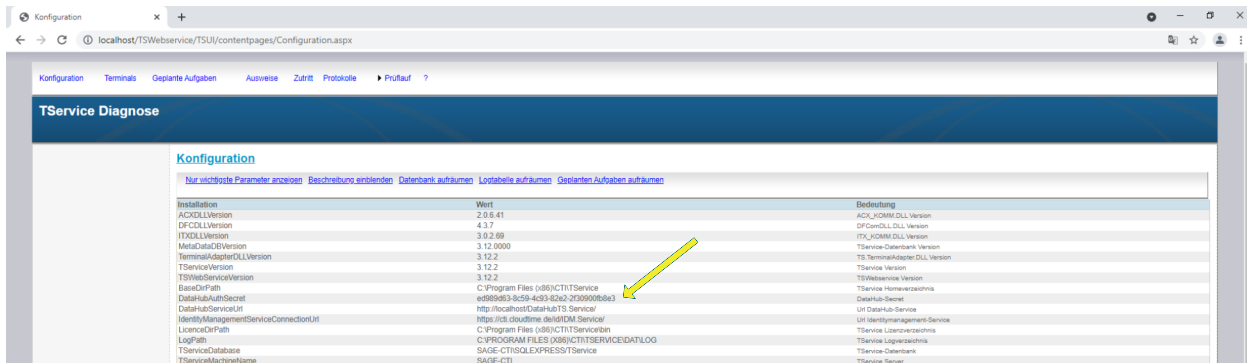 Konfiguration
localhost/TSWebservice/TSUI/contentpages/Configuration.aspx
Konfiguration Terminals Geplante Aufgaben Ausweise Zutritt Protokolle Prüflauf ?
TService Diagnose
Konfiguration
Nur wichtigste Parameter anzeigen Beschreibung einblenden Datenbank aufräumen Logtabelle aufräumen Geplanten Aufgaben aufräumen
Installation Wert Bedeutung
ACXDLLVersion 2.0.6.41 ACX_KOMM.DLL Version
DFCDLLVersion 4.3.7 DFComDLL.DLL Version
ITXDLLVersion 3.0.2.69 ITX_KOMM.DLL Version
MetaDataDBVersion 3.12.0000 TService-Datenbank Version
TerminalAdapterDLLVersion 3.12.2 TS.TerminalAdapter.DLL Version
TServiceVersion 3.12.2 TService Version
TSWebServiceVersion 3.12.2 TSWebservice Version
BaseDirPath C:\Program Files (x86)\CTI\TService TService Homeverzeichnis
DataHubAuthSecret ed989d63-8c59-4c93-82e2-2f30900fb8e3 DataHub-Secret
DataHubServiceUrl http://localhost/DataHubTS.Service/ Url DataHub-Service
IdentityManagementServiceConnectionUrl https://cti.cloudtime.de/id/IDM.Service/ Url Identitymanagement-Service
LicenceDirPath C:\Program Files (x86)\CTI\TService\bin TService Lizenzverzeichnis
LogPath C:\PROGRAM FILES (X86)\CTI\TSERVICE\DAT\LOG TService Logverzeichnis
TServiceDatabase SAGE-CTI\SQLEXPRESS/TService TService-Datenbank
TServiceMachineName SAGE-CTI TService Server